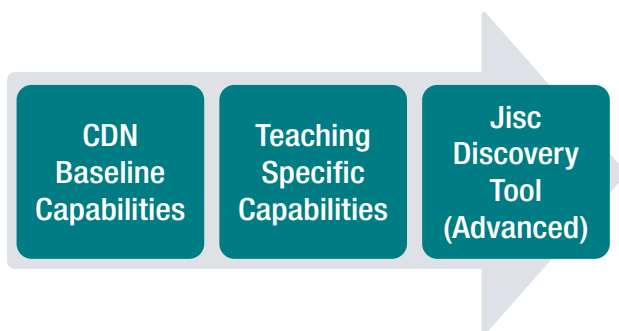 CDN
Baseline
Capabilities
Teaching
Specific
Capabilities
Jisc
Discovery
Tool
(Advanced)